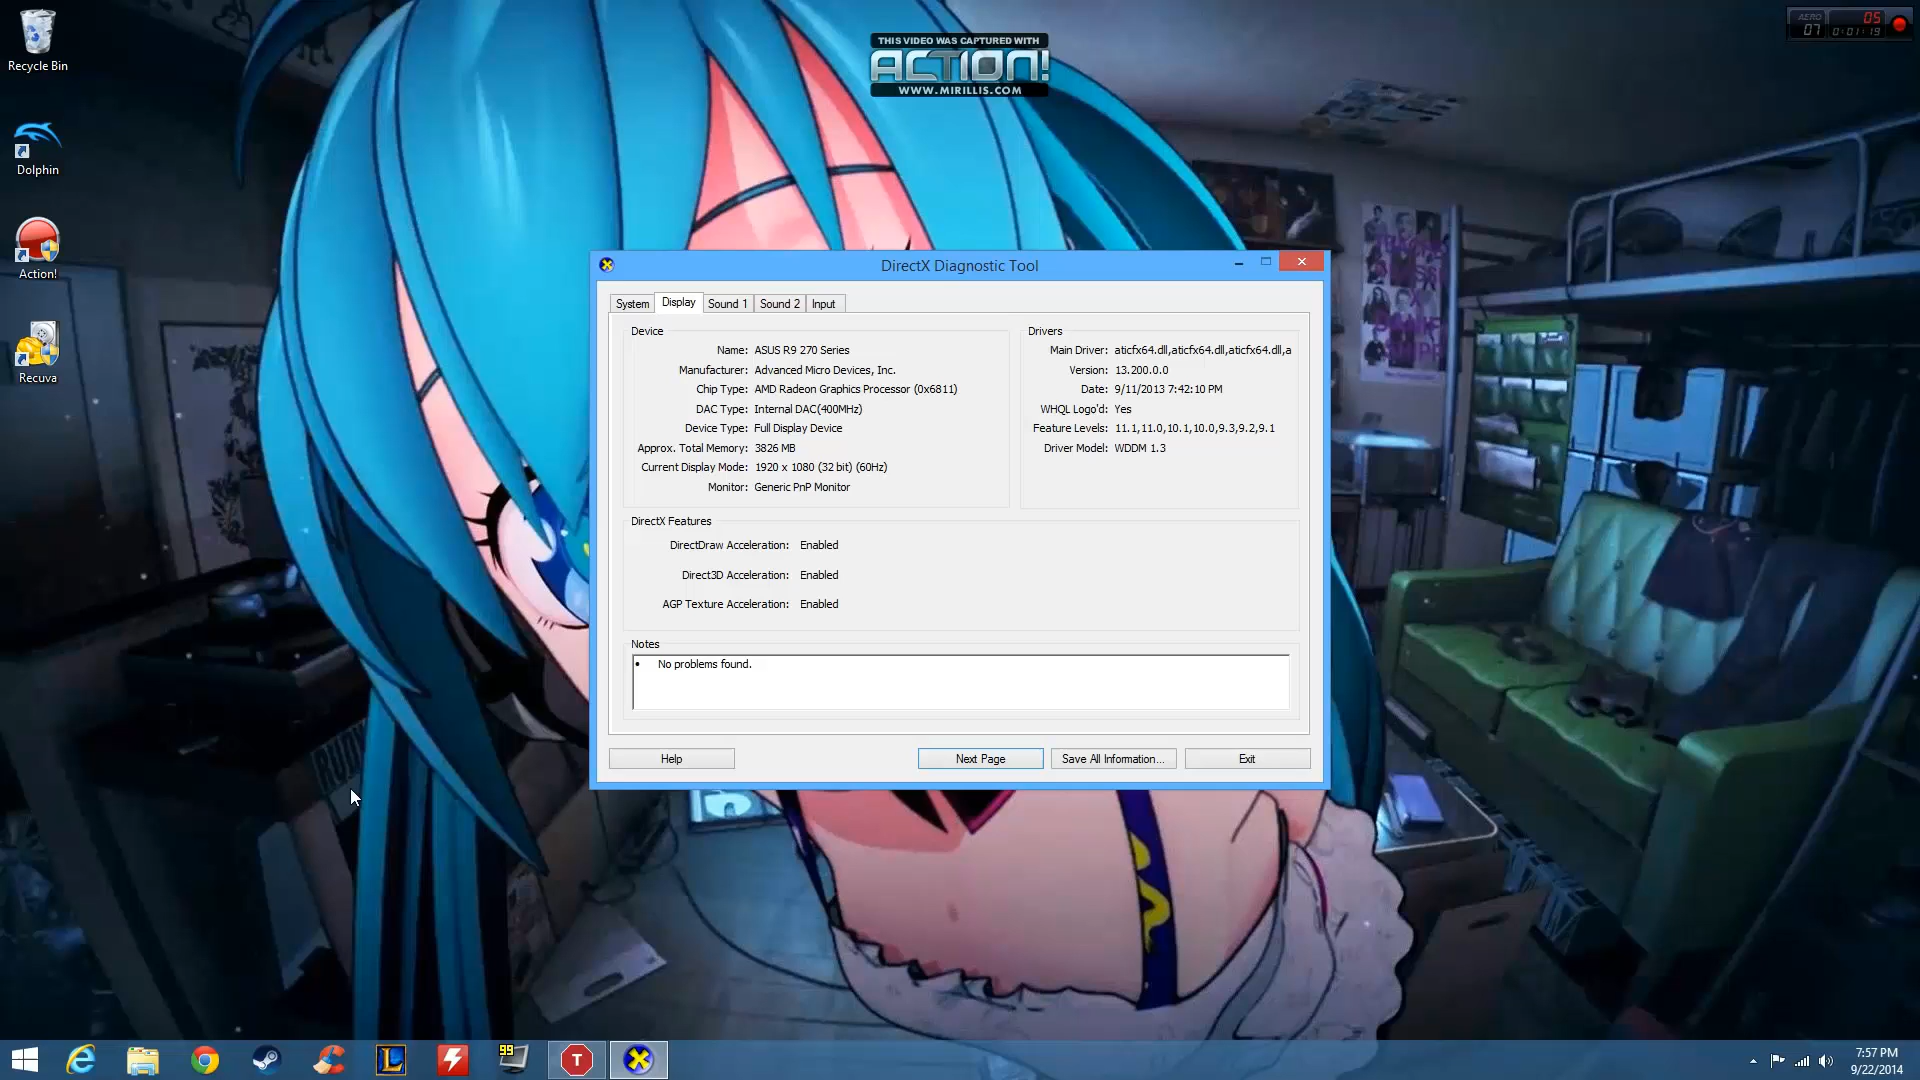 Recycle Bin
Dolphin
Action!
Recuva
THIS VIDEO WAS CAPTURED WITH
ACTION!
WWW.MIRILLIS.COM
AERO
07
05
0:01:19
DirectX Diagnostic Tool
System
Display
Sound 1
Sound 2
Input
Device
Name: ASUS R9 270 Series
Manufacturer: Advanced Micro Devices, Inc.
Chip Type: AMD Radeon Graphics Processor (0x6811)
DAC Type: Internal DAC(400MHz)
Device Type: Full Display Device
Approx. Total Memory: 3826 MB
Current Display Mode: 1920 x 1080 (32 bit) (60Hz)
Monitor: Generic PnP Monitor
Drivers
Main Driver: aticfx64.dll,aticfx64.dll,aticfx64.dll,a
Version: 13.200.0.0
Date: 9/11/2013 7:42:10 PM
WHQL Logo'd: Yes
Feature Levels: 11.1,11.0,10.1,10.0,9.3,9.2,9.1
Driver Model: WDDM 1.3
DirectX Features
DirectDraw Acceleration: Enabled
Direct3D Acceleration: Enabled
AGP Texture Acceleration: Enabled
Notes
• No problems found.
Help
Next Page
Save All Information...
Exit
99
T
L
7:57 PM
9/22/2014